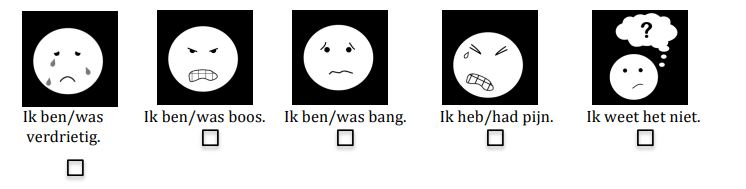 ?
Ik ben/was verdrietig.
Ik ben/was boos.
Ik ben/was bang.
Ik heb/had pijn.
Ik weet het niet.